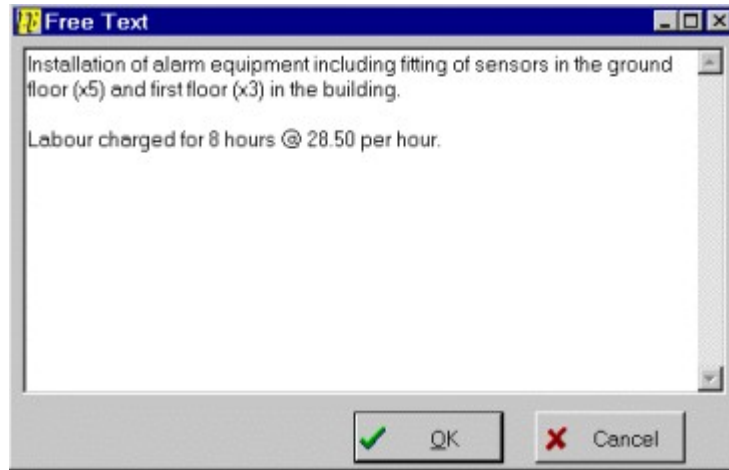 Free Text
Installation of alarm equipment including fitting of sensors in the ground
floor (x5) and first floor (x3) in the building.
Labour charged for 8 hours @ 28.50 per hour.
OK
Cancel